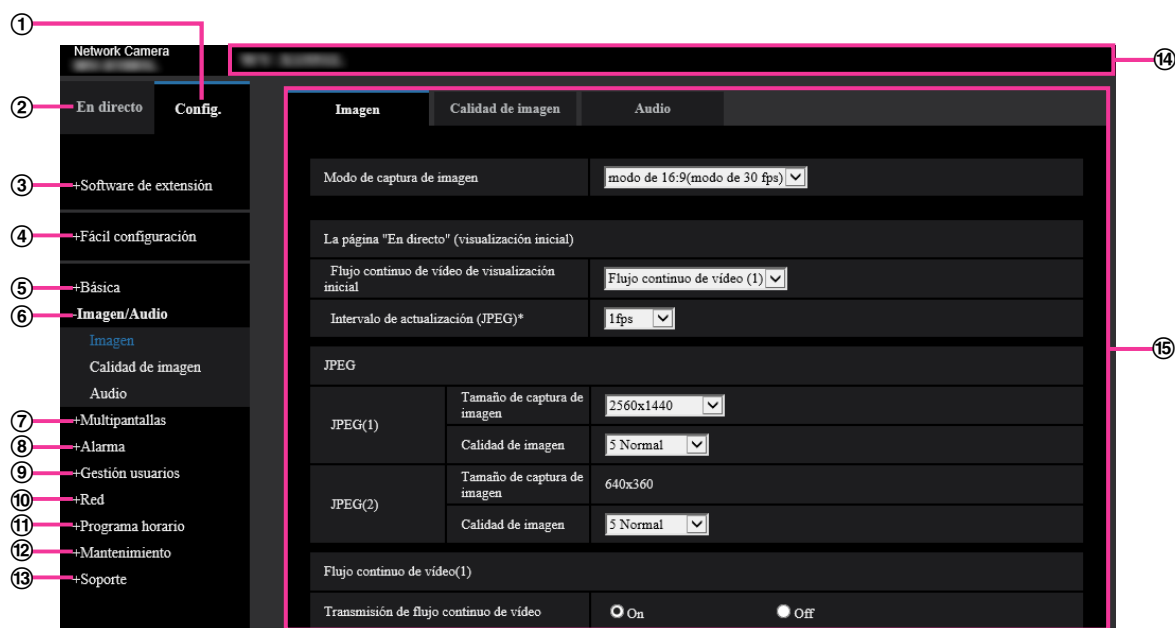 ①
Network Camera
⑭
② En directo Config.
Imagen Calidad de imagen Audio
③ +Software de extensión
Modo de captura de imagen modo de 16:9(modo de 30 fps)
④ +Fácil configuración
La página "En directo" (visualización inicial)
Flujo continuo de vídeo de visualización
inicial
Flujo continuo de vídeo (1)
⑤ +Básica
⑥ -Imagen/Audio
Intervalo de actualización (JPEG)* 1fps
Imagen
Calidad de imagen
Audio
⑮
JPEG
JPEG(1)
Tamaño de captura de
imagen
2560x1440
Calidad de imagen 5 Normal
⑦ +Multipantallas
⑧ +Alarma
⑨ +Gestión usuarios
⑩ +Red
⑪ +Programa horario
⑫ +Mantenimiento
⑬ +Soporte
JPEG(2)
Tamaño de captura de
imagen
640x360
Calidad de imagen 5 Normal
Flujo continuo de vídeo(1)
Transmisión de flujo continuo de vídeo On Off